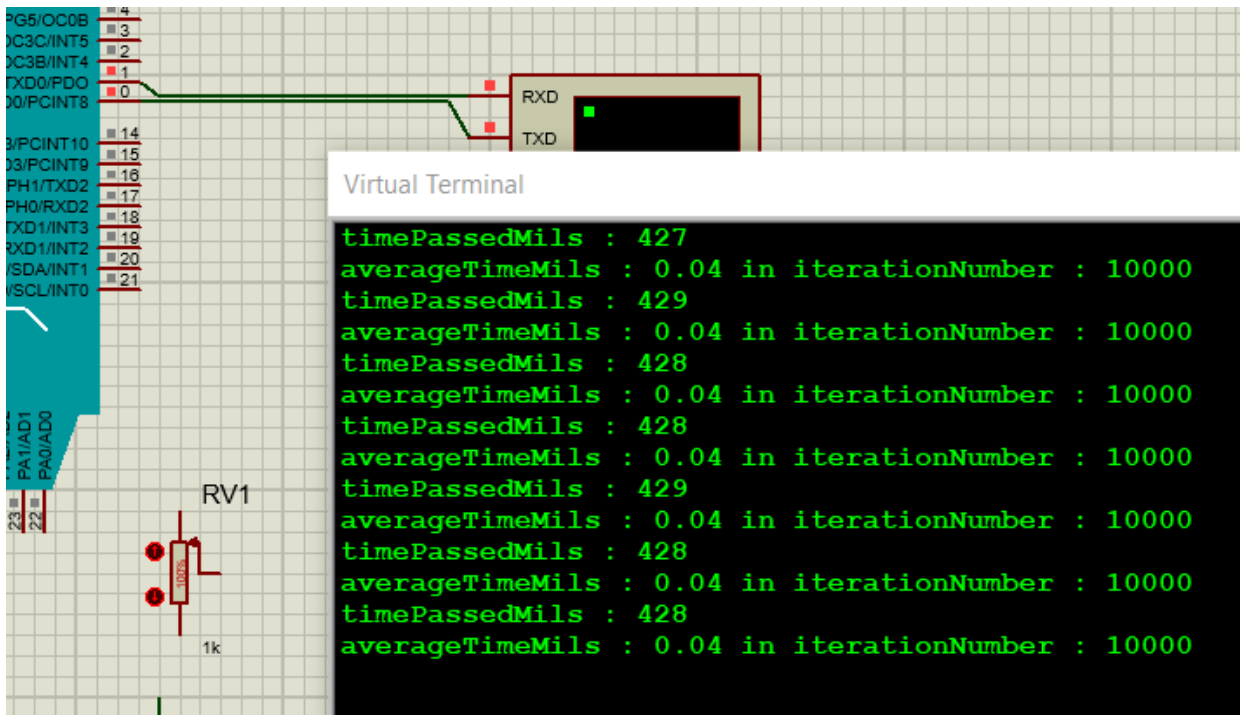 PG5/OC0B
4
OC3C/INT5
3
OC3B/INT4
2
TXD0/PDO
1
D0/PCINT8
0
3/PCINT10
14
03/PCINT9
15
PH1/TXD2
16
PH0/RXD2
17
TXD1/INT3
18
RXD1/INT2
19
/SDA/INT1
20
/SCL/INT0
21
RXD
TXD
Virtual Terminal
timePassedMils : 427
averageTimeMils : 0.04 in iterationNumber : 10000
timePassedMils : 429
averageTimeMils : 0.04 in iterationNumber : 10000
timePassedMils : 428
averageTimeMils : 0.04 in iterationNumber : 10000
timePassedMils : 428
averageTimeMils : 0.04 in iterationNumber : 10000
timePassedMils : 429
averageTimeMils : 0.04 in iterationNumber : 10000
timePassedMils : 428
averageTimeMils : 0.04 in iterationNumber : 10000
timePassedMils : 428
averageTimeMils : 0.04 in iterationNumber : 10000
PA1/AD1
PA0/AD0
23
22
RV1
100%
1k